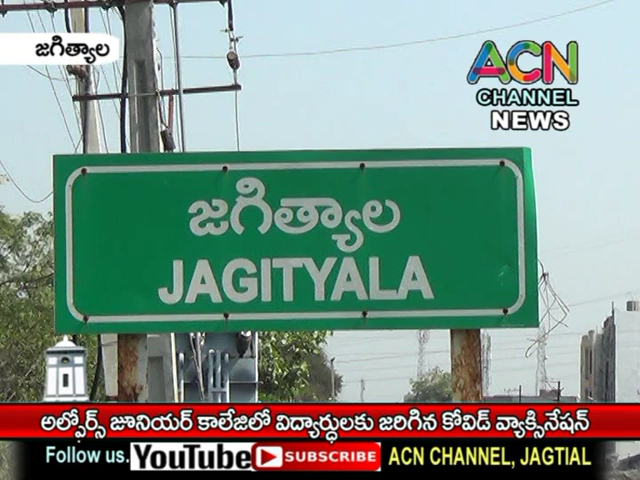 జగిత్యాల
ACN
CHANNEL
NEWS
జగిత్యాల
JAGITYALA
అల్ఫోర్స్ జూనియర్ కాలేజిలో విద్యార్ధులకు జరిగిన కోవిడ్ వ్యాక్సినేషన్
Follow us. YouTube SUBSCRIBE ACN CHANNEL, JAGTIAL